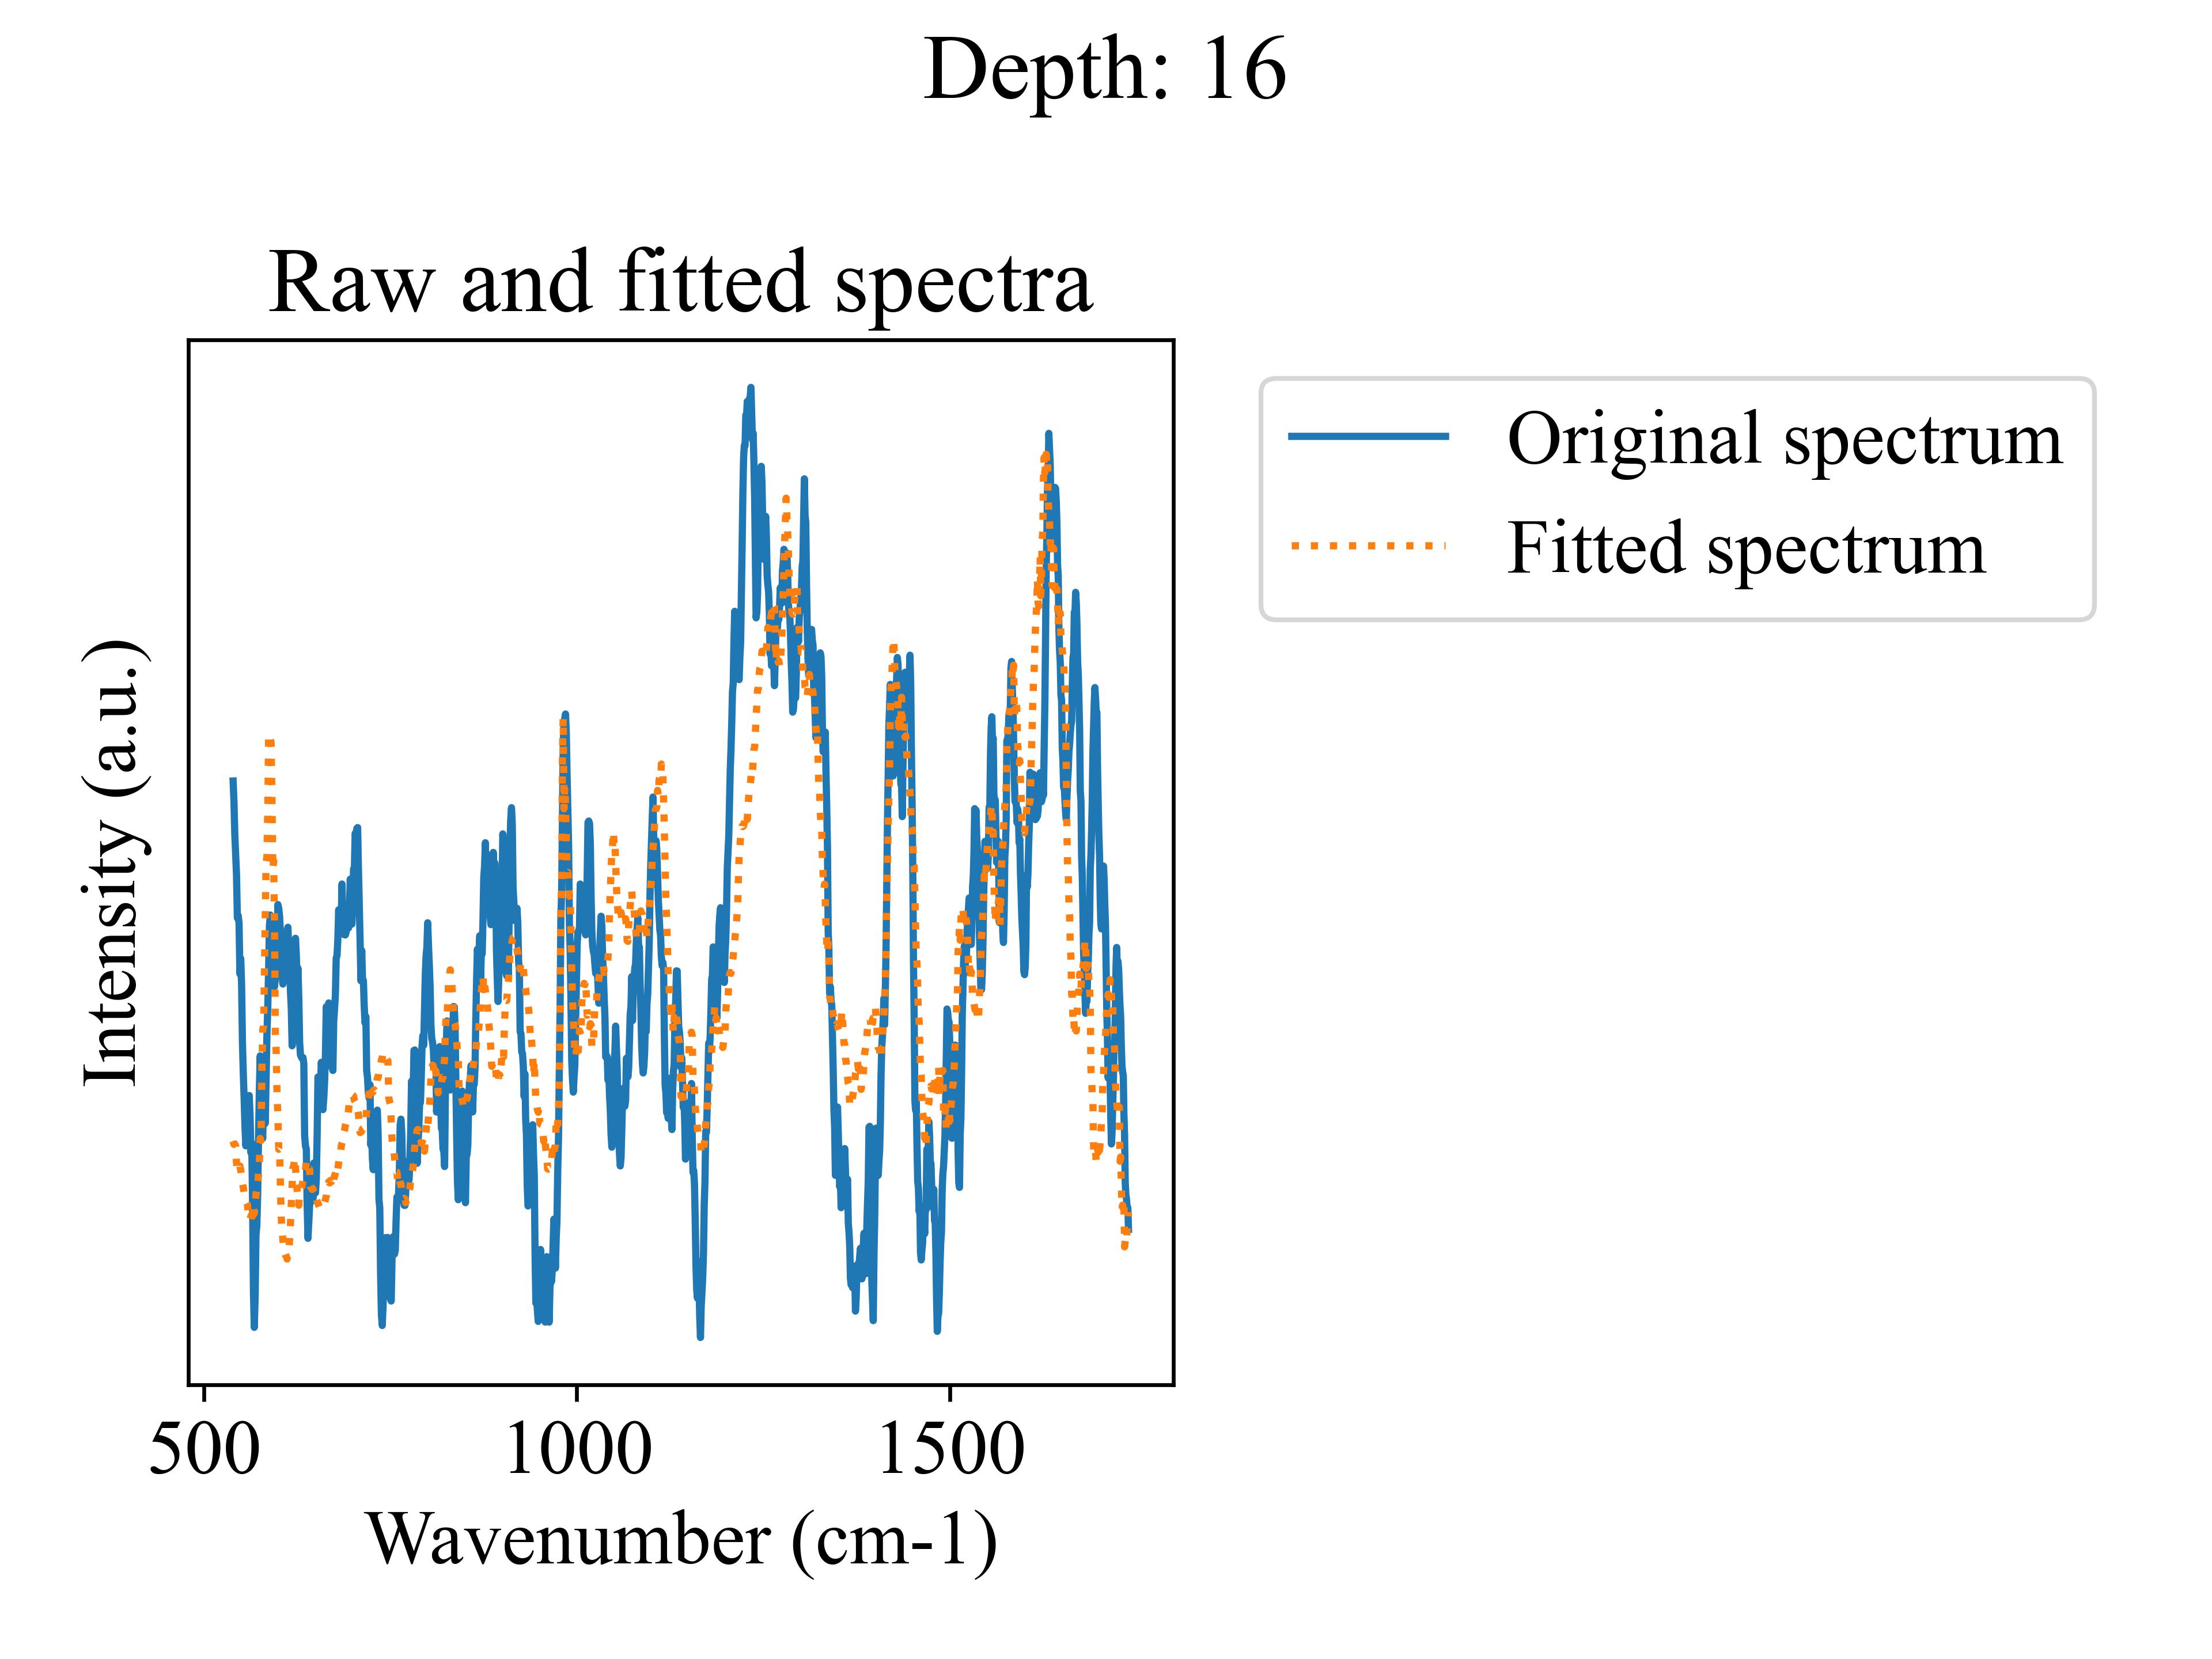 Depth: 16
Raw and fitted spectra
Original spectrum
Fitted spectrum
Intensity (a.u.)
500 1000 1500
Wavenumber (cm-1)